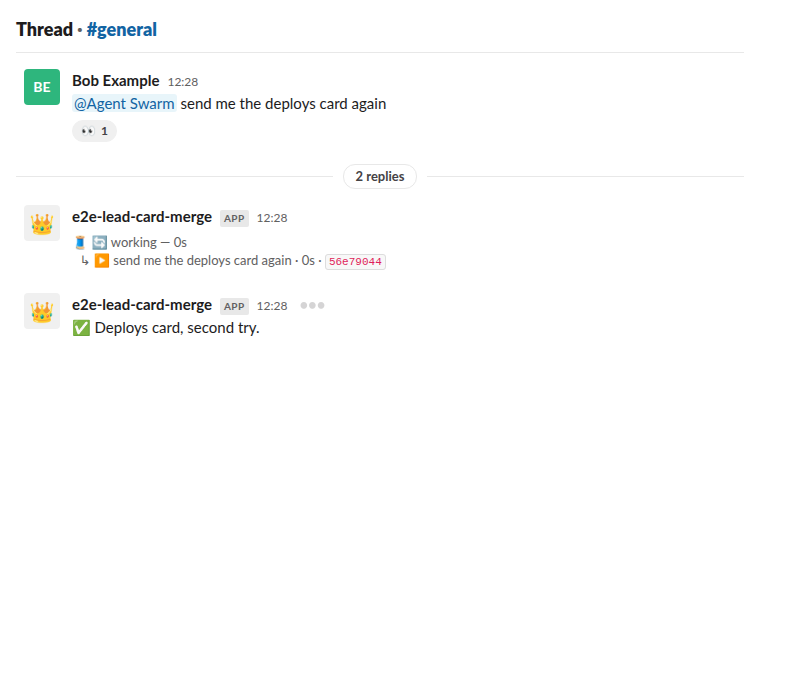 Thread • #general
BE
Bob Example 12:28
@Agent Swarm send me the deploys card again
👀 1
2 replies
e2e-lead-card-merge APP 12:28
🧵 🔄 working — 0s
↳ ▶️ send me the deploys card again · 0s · 56e79044
e2e-lead-card-merge APP 12:28
✅ Deploys card, second try.